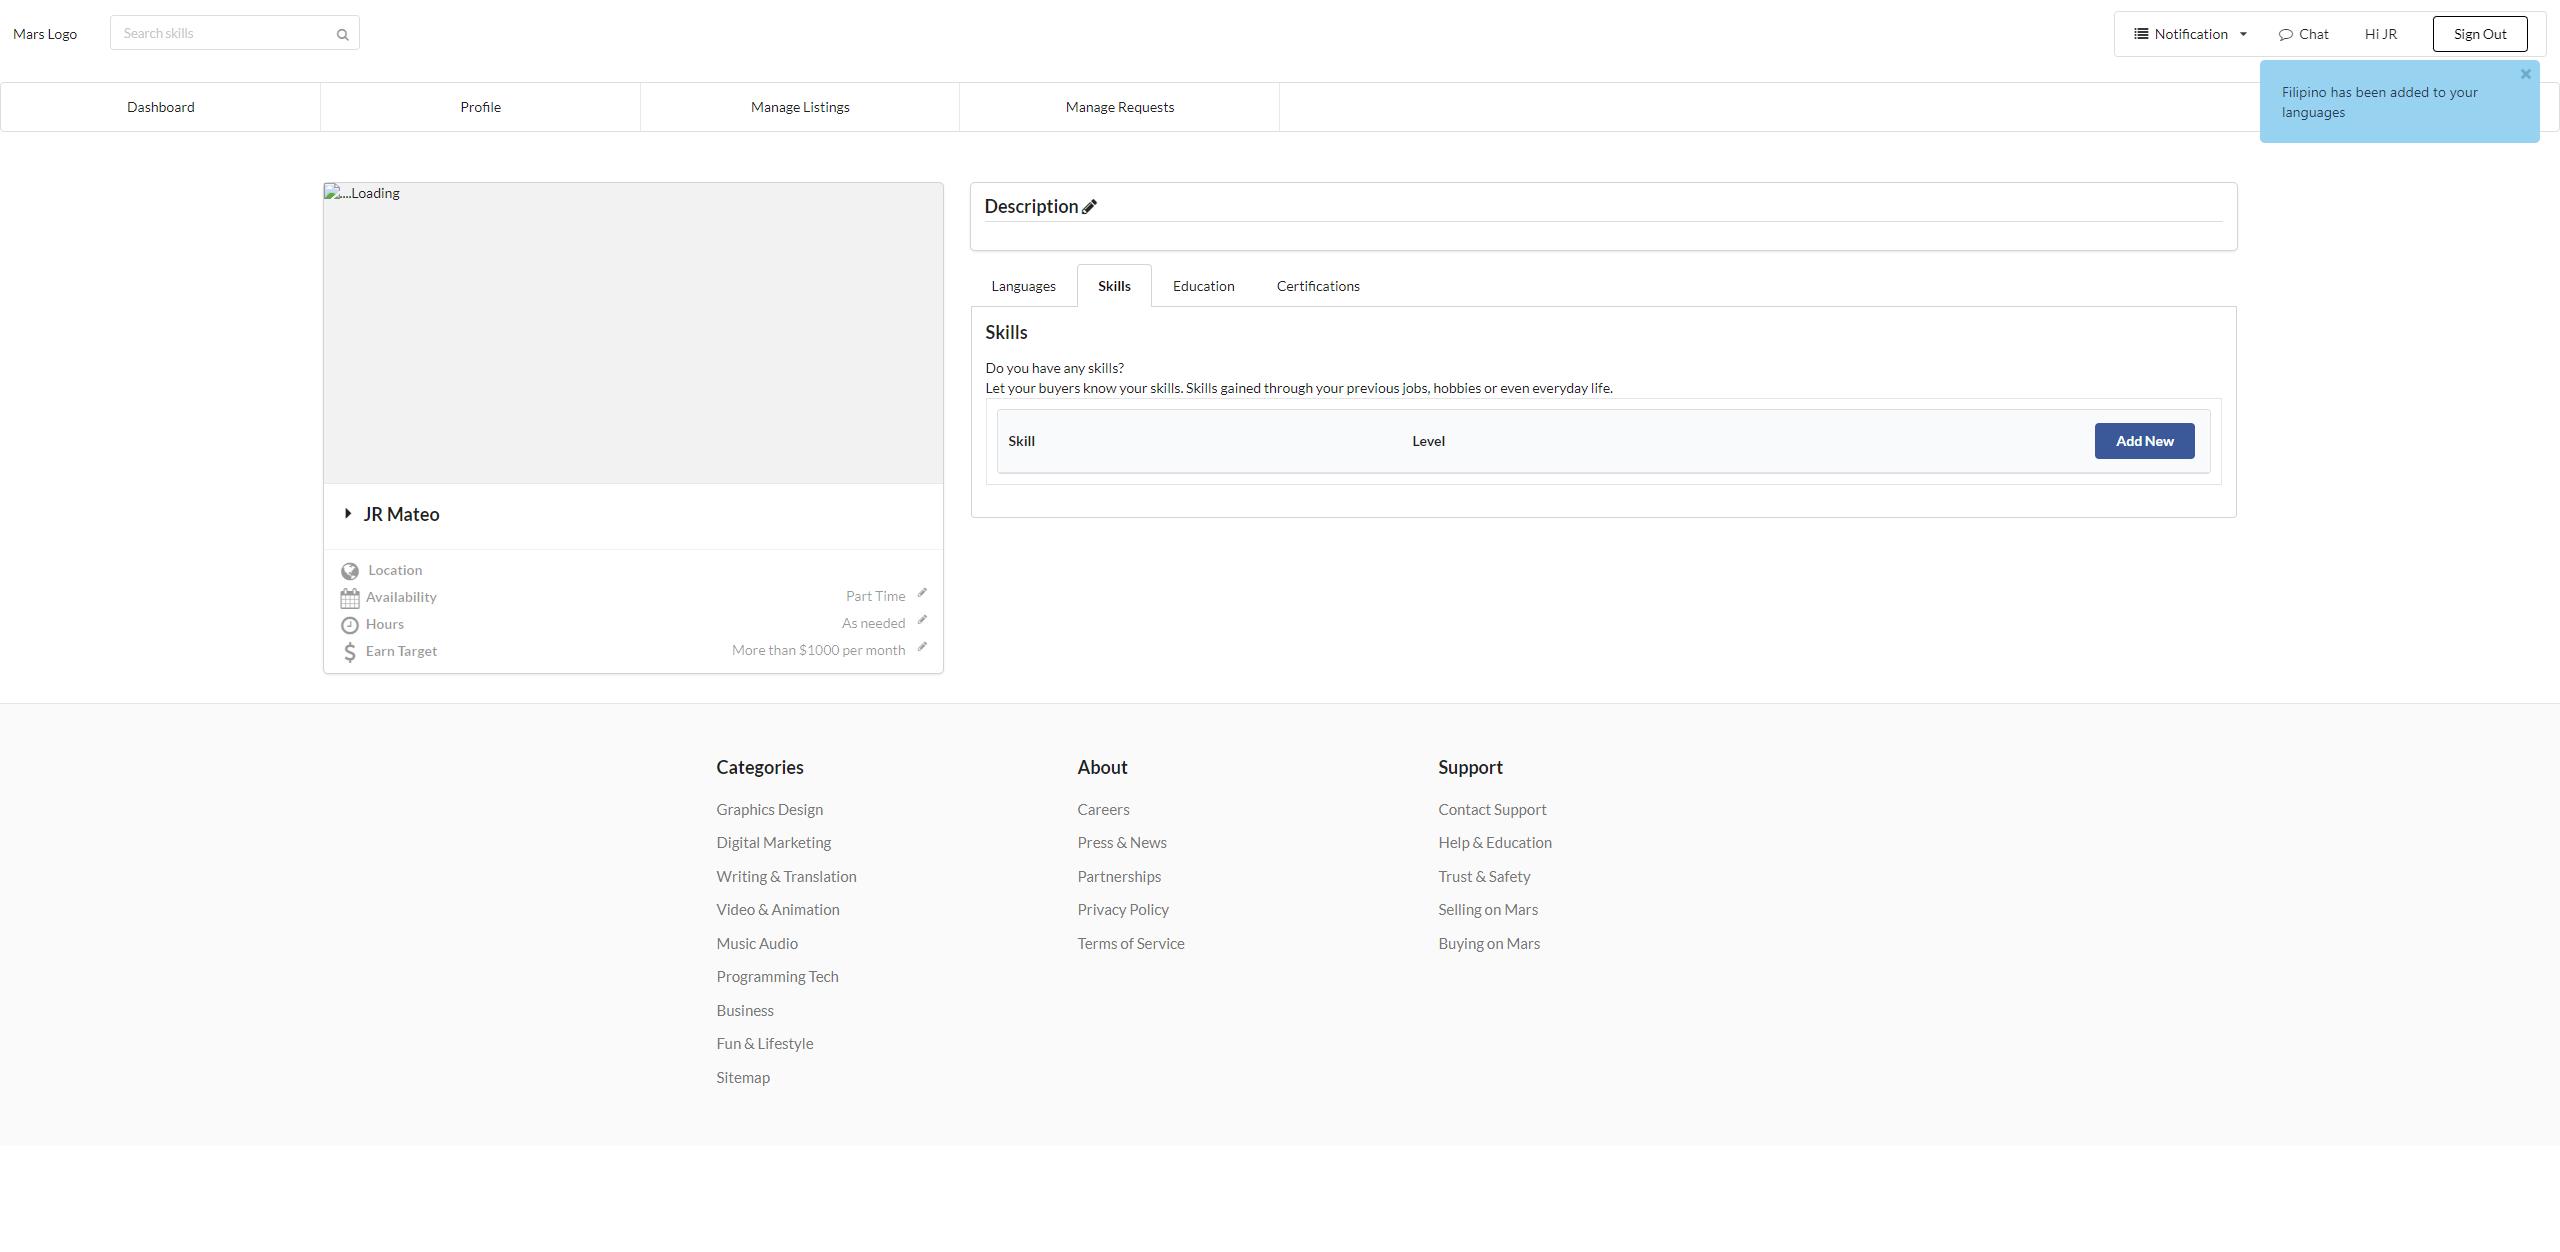 Mars Logo
Search skills
Notification
Chat
Hi JR
Sign Out
Dashboard
Profile
Manage Listings
Manage Requests
Filipino has been added to your
languages
....Loading
JR Mateo
Location
Availability
Part Time
Hours
As needed
Earn Target
More than $1000 per month
Description
Languages
Skills
Education
Certifications
Skills
Do you have any skills?
Let your buyers know your skills. Skills gained through your previous jobs, hobbies or even everyday life.
Skill
Level
Add New
Categories
Graphics Design
Digital Marketing
Writing & Translation
Video & Animation
Music Audio
Programming Tech
Business
Fun & Lifestyle
Sitemap
About
Careers
Press & News
Partnerships
Privacy Policy
Terms of Service
Support
Contact Support
Help & Education
Trust & Safety
Selling on Mars
Buying on Mars